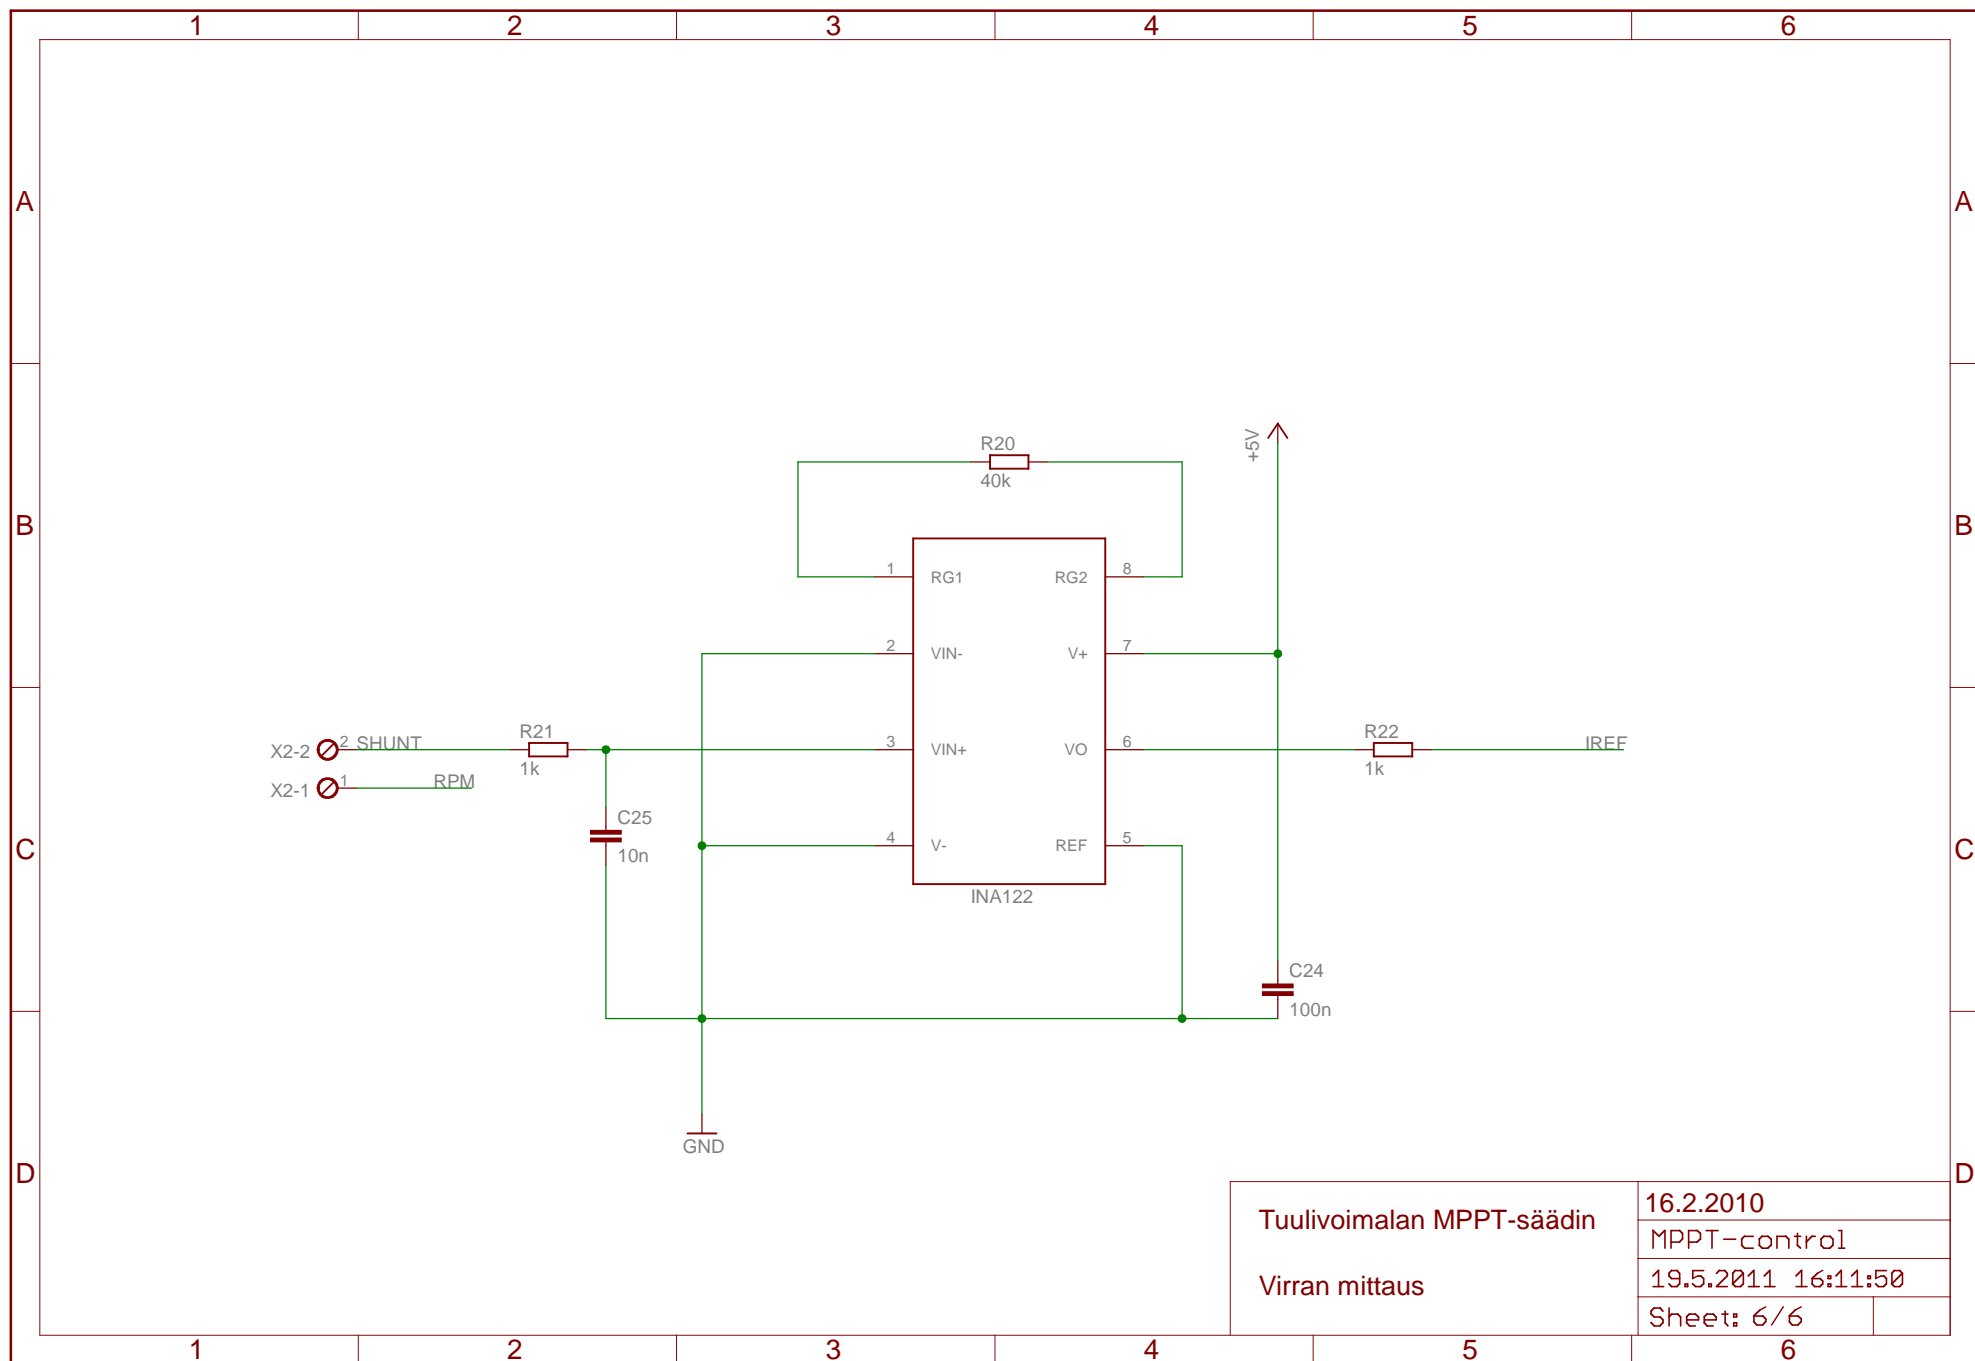 1 2 3 4 5 6
A A
R20
+5V
40k
B B
1 RG1 RG2 8
2 VIN- V+ 7
R21 R22
X2-2 2 SHUNT 3 VIN+ VO 6 IREF
1k 1k
X2-1 1 RPM
C25
C 4 V- REF 5 C
10n
INA122
C24
100n
GND
D D
16.2.2010
Tuulivoimalan MPPT-säädin
MPPT-control
Virran mittaus
19.5.2011 16:11:50
Sheet: 6/6
1 2 3 4 5 6